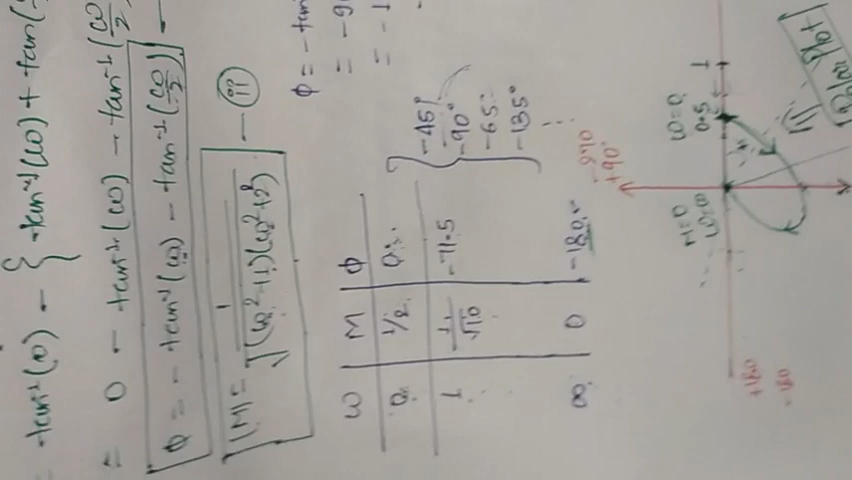 = tan⁻¹(0) - { tan⁻¹(ω) + tan
= 0 - tan⁻¹(ω) - tan⁻¹(ω/2)
φ = - tan⁻¹(ω) - tan⁻¹(ω/2)
|M| = 1/√((ω²+1)(ω²+2²)) - (ii)
φ = - tan
= -90
= -1
ω M φ
0 1/2 0°
1 1/√10 -71.5
∞ 0 -180°
-45°
-90°
-65
-135°
+90°
M=0
ω=∞
ω=0
0.5
1
+180
-180
Polar Plot